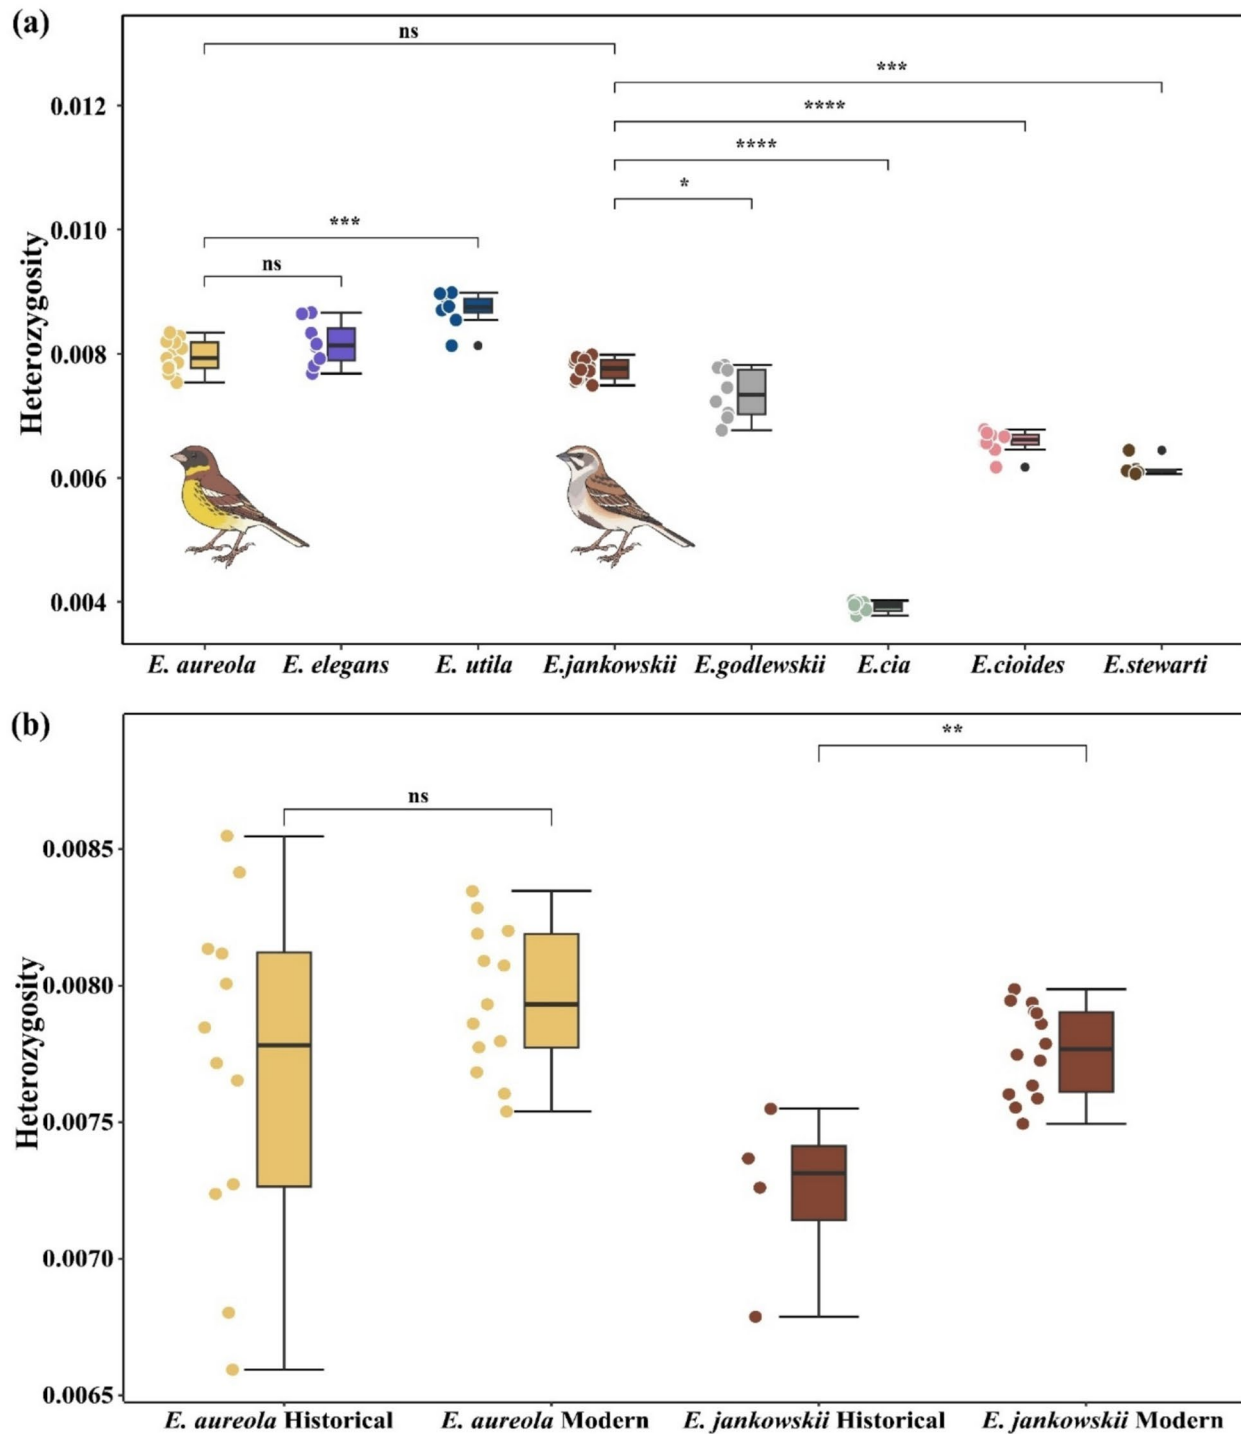 (a)
ns
***
0.012
****
****
*
0.010
***
ns
0.008
0.006
0.004
Heterozygosity
E. aureola E. elegans E. utila E.jankowskii E.godlewskii E.cia E.cioides E.stewarti
(b)
**
ns
0.0085
0.0080
0.0075
0.0070
0.0065
Heterozygosity
E. aureola Historical E. aureola Modern E. jankowskii Historical E. jankowskii Modern